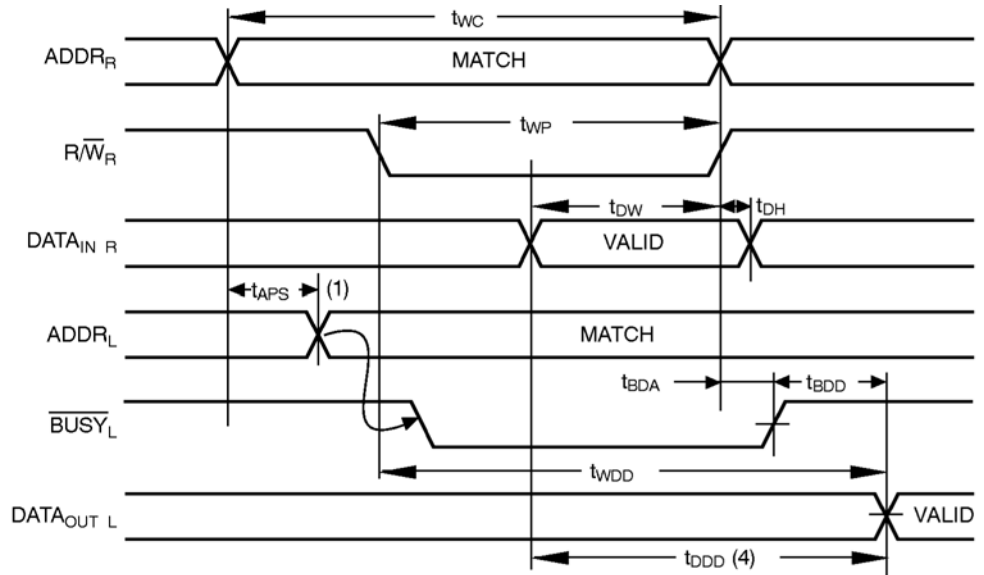 tWC
ADDRR MATCH
tWP
R/W̅R
tDW tDH
DATAIN R VALID
tAPS (1)
ADDRL MATCH
tBDA tBDD
B̅U̅S̅Y̅L
tWDD
DATAOUT L VALID
tDDD (4)